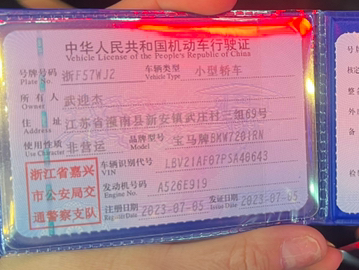 中华人民共和国机动车行驶证
Vehicle License of the People's Republic of China
号牌号码 浙F57WJ2 车辆类型 小型轿车
Plate No. Vehicle Type
所有人 武迎杰
Owner
住址 江苏省灌南县新安镇武庄村二组69号
Address
使用性质 非营运 品牌型号 宝马牌BMW7201RN
Use Character Model
浙江省嘉兴
市公安局交
通警察支队
车辆识别代号 LBV21AF07PSA40643
VIN
发动机号码 A526E919
Engine No.
注册日期 2023-07-05 发证日期 2023-07-05
Register Date Issue Date